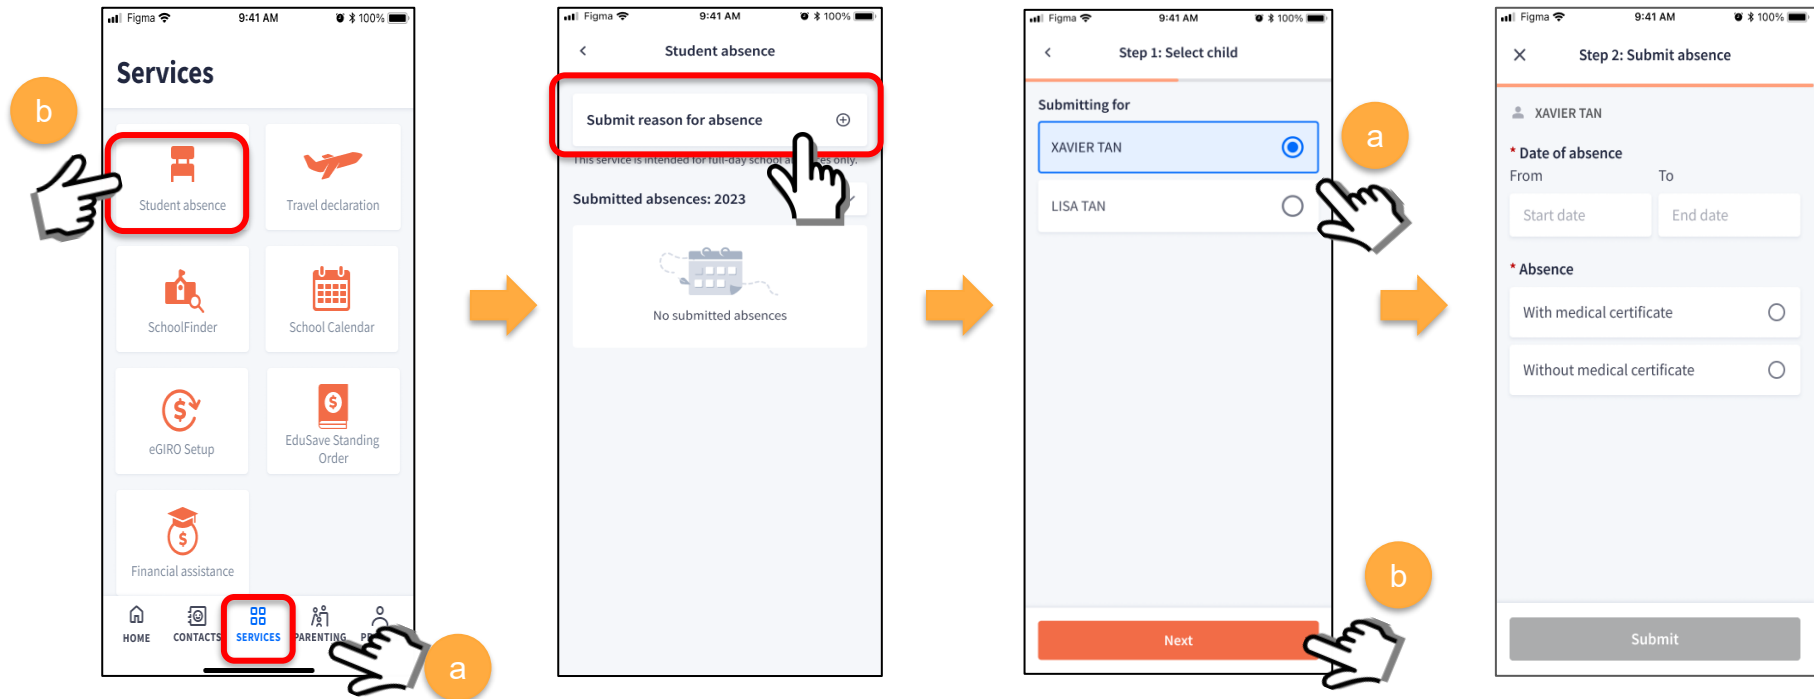 Figma
9:41 AM
100%
Services
b
Student absence
Travel declaration
SchoolFinder
School Calendar
eGIRO Setup
EduSave Standing
Order
Financial assistance
HOME
CONTACTS
SERVICES
PARENTING
a
Figma
9:41 AM
100%
Student absence
Submit reason for absence
This service is intended for full-day school only.
Submitted absences: 2023
No submitted absences
Figma
9:41 AM
100%
Step 1: Select child
Submitting for
XAVIER TAN
a
LISA TAN
b
Next
Figma
9:41 AM
100%
Step 2: Submit absence
XAVIER TAN
* Date of absence
From
To
Start date
End date
* Absence
With medical certificate
Without medical certificate
Submit